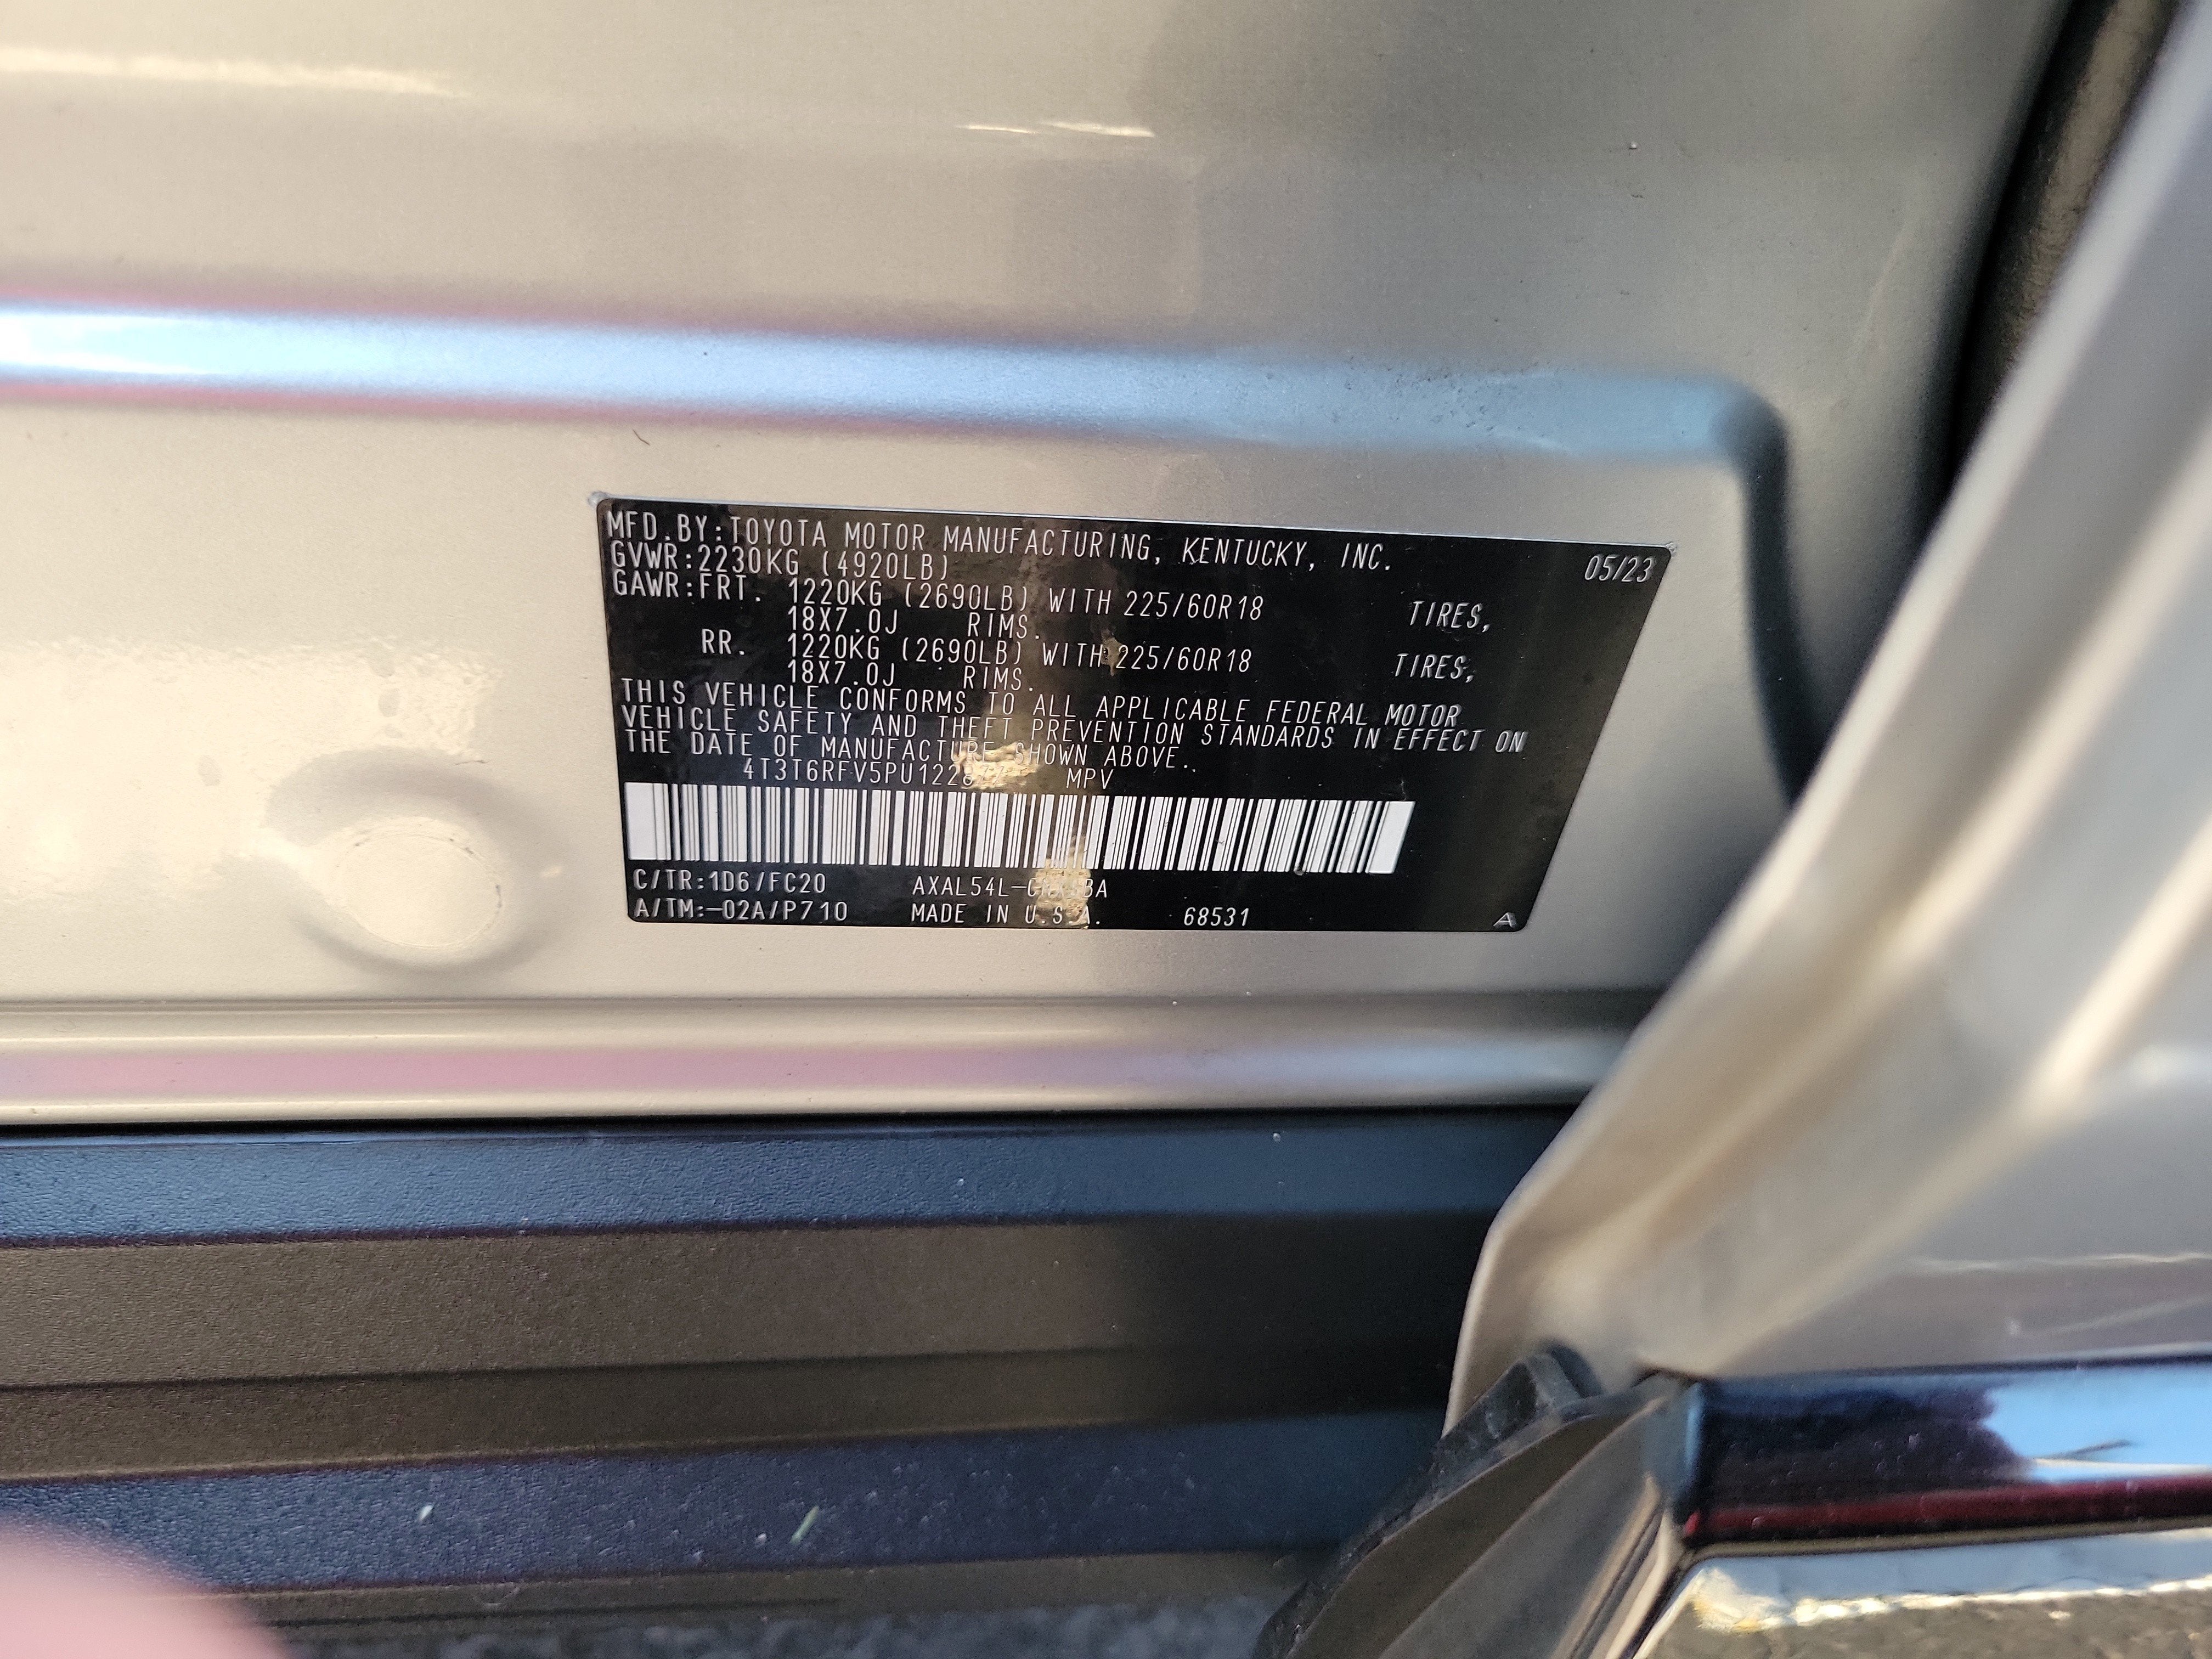 MFD.BY:TOYOTA MOTOR MANUFACTURING, KENTUCKY, INC. 05/23
GVWR:2230KG (4920LB)
GAWR:FRT. 1220KG (2690LB) WITH 225/60R18 TIRES,
18X7.0J RIMS.
RR. 1220KG (2690LB) WITH 225/60R18 TIRES,
18X7.0J RIMS.
THIS VEHICLE CONFORMS TO ALL APPLICABLE FEDERAL MOTOR
VEHICLE SAFETY AND THEFT PREVENTION STANDARDS IN EFFECT ON
THE DATE OF MANUFACTURE SHOWN ABOVE.
MPV
C/TR:1D6/FC20
A/TM:-02A/P710 MADE IN U.S.A. 68531 A